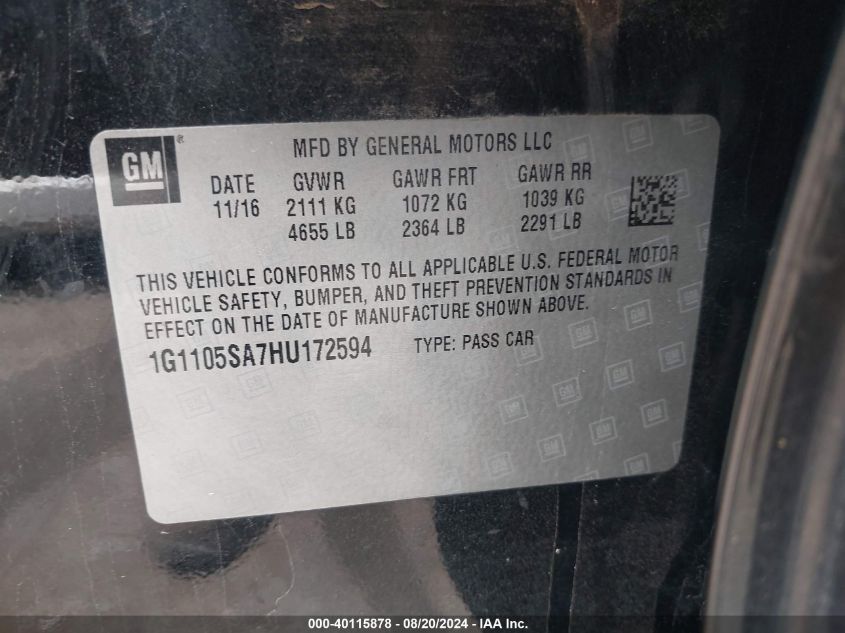 GM
MFD BY GENERAL MOTORS LLC
DATE GVWR GAWR FRT GAWR RR
11/16 2111 KG 1072 KG 1039 KG
4655 LB 2364 LB 2291 LB
THIS VEHICLE CONFORMS TO ALL APPLICABLE U.S. FEDERAL MOTOR
VEHICLE SAFETY, BUMPER, AND THEFT PREVENTION STANDARDS IN
EFFECT ON THE DATE OF MANUFACTURE SHOWN ABOVE.
1G1105SA7HU172594 TYPE: PASS CAR
000-40115878 - 08/20/2024 - IAA Inc.